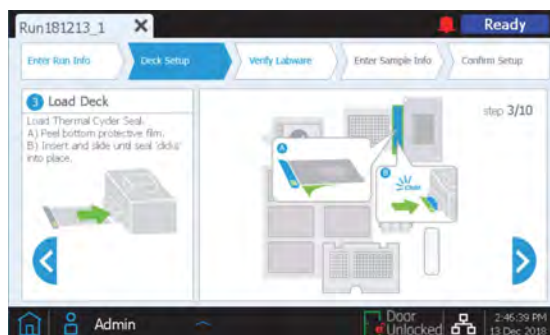 Run181213_1
Ready
Enter Run Info
Deck Setup
Verify Labware
Enter Sample Info
Confirm Setup
3 Load Deck
Load Thermal Cycler Seal.
A) Peel bottom protective film.
B) Insert and slide until seal 'clicks'
into place.
step 3/10
A
B
Click!
Admin
Door
Unlocked
2:46:39 PM
13 Dec 2018